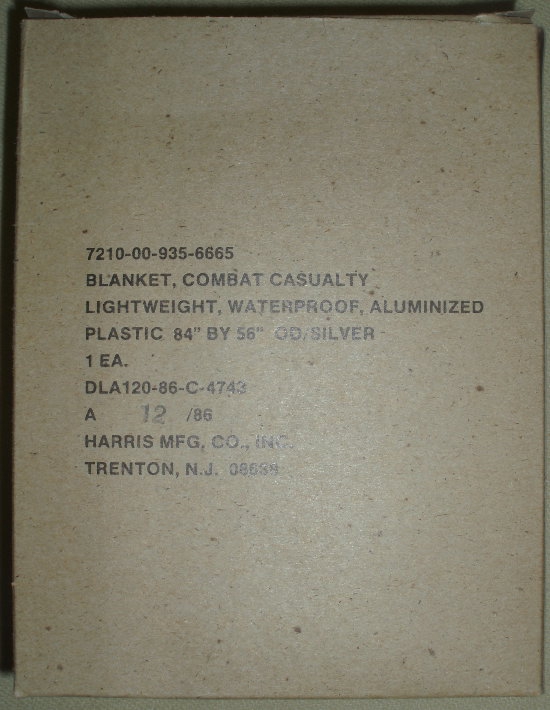 7210-00-935-6665
BLANKET, COMBAT CASUALTY
LIGHTWEIGHT, WATERPROOF, ALUMINIZED
PLASTIC 84" BY 56" OD/SILVER
1 EA.
DLA120-86-C-4743
A 12 /86
HARRIS MFG, CO., INC.
TRENTON, N.J.